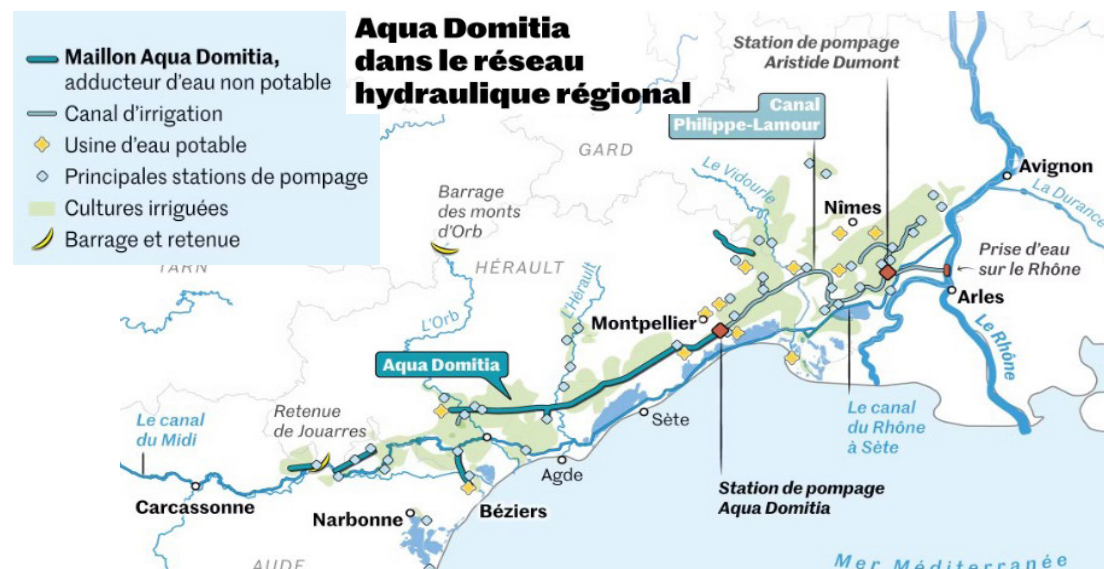 Aqua Domitia
dans le réseau
hydraulique régional
Maillon Aqua Domitia,
adducteur d'eau non potable
Canal d'irrigation
Usine d'eau potable
Principales stations de pompage
Cultures irriguées
Barrage et retenue
Station de pompage
Aristide Dumont
Canal
Philippe-Lamour
GARD
Le Vidourle
Avignon
La Durance
Nîmes
Barrage
des monts
d'Orb
TARN
HÉRAULT
Prise d'eau
sur le Rhône
L'Hérault
Arles
L'Orb
Montpellier
Le Rhône
Aqua Domitia
Le canal
du Midi
Retenue
de Jouarres
Sète
Le canal
du Rhône
à Sète
Agde
Carcassonne
Station de pompage
Aqua Domitia
Narbonne
Béziers
AUDE
Mer Méditerranée